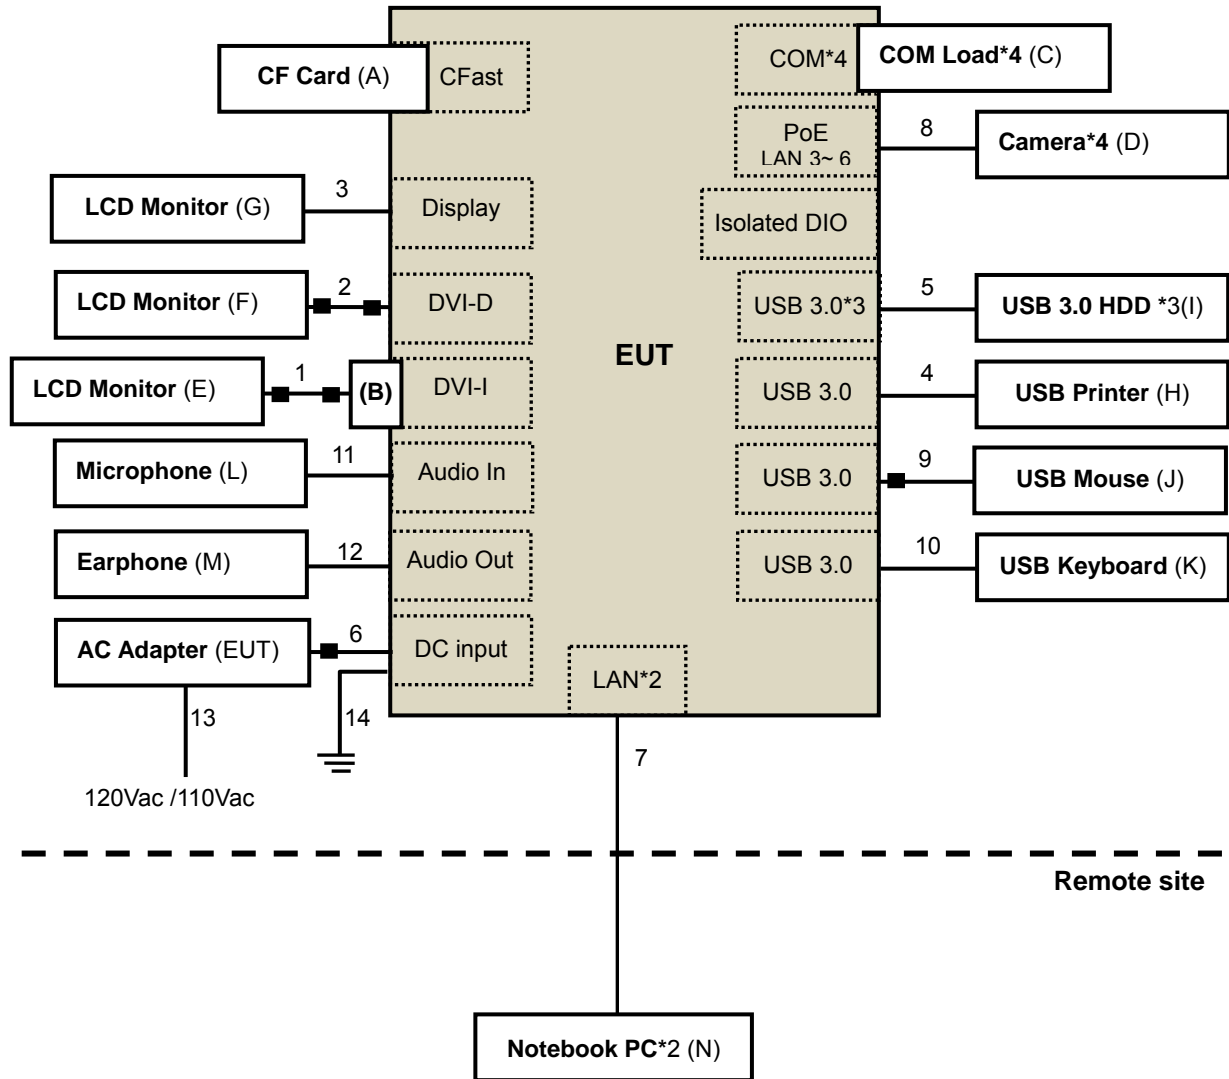 CF Card (A)
CFast
COM*4
COM Load*4 (C)
PoE
LAN 3~ 6
8
Camera*4 (D)
LCD Monitor (G)
3
Display
Isolated DIO
LCD Monitor (F)
2
DVI-D
USB 3.0*3
5
USB 3.0 HDD *3(I)
EUT
LCD Monitor (E)
1
(B)
DVI-I
USB 3.0
4
USB Printer (H)
Microphone (L)
11
Audio In
USB 3.0
9
USB Mouse (J)
Earphone (M)
12
Audio Out
USB 3.0
10
USB Keyboard (K)
AC Adapter (EUT)
6
DC input
LAN*2
13
14
7
120Vac /110Vac
Remote site
Notebook PC*2 (N)